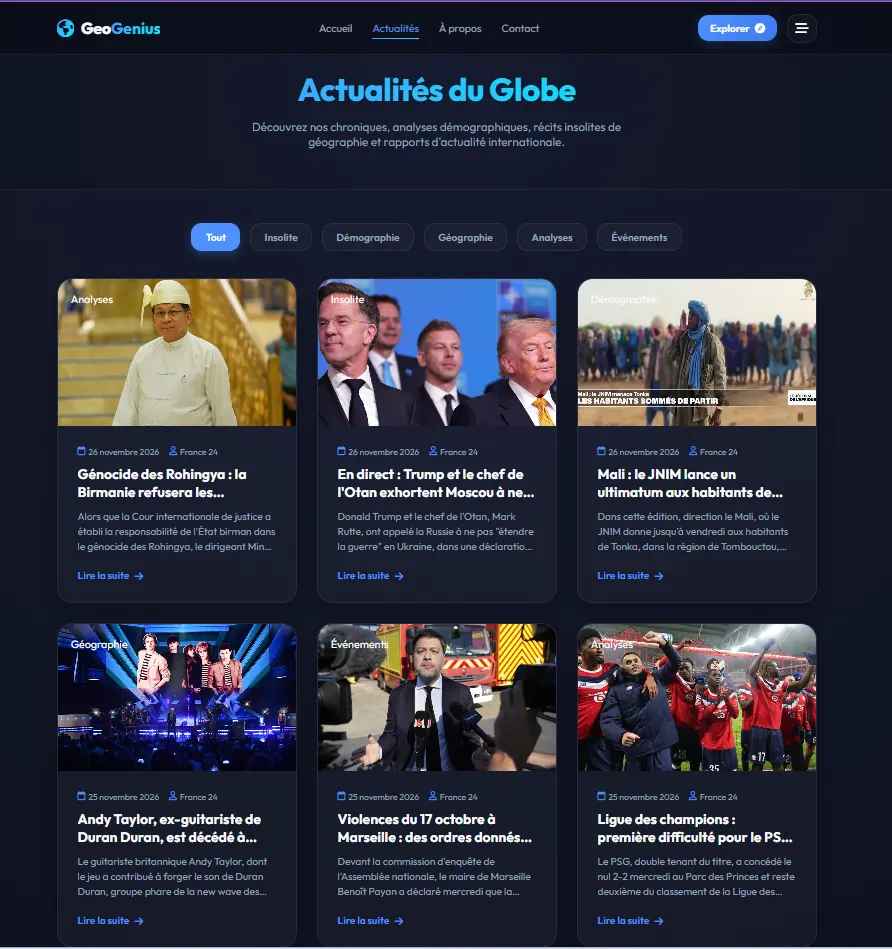 GeoGenius
Accueil
Actualités
À propos
Contact
Explorer
Actualités du Globe
Découvrez nos chroniques, analyses démographiques, récits insolites de
géographie et rapports d'actualité internationale.
Tout
Insolite
Démographie
Géographie
Analyses
Événements
Analyses
26 novembre 2026 France 24
Génocide des Rohingya : la
Birmanie refusera les...
Alors que la Cour internationale de justice a
établi la responsabilité de l'État birman dans
le génocide des Rohingya, le dirigeant Min...
Lire la suite →
Insolite
26 novembre 2026 France 24
En direct : Trump et le chef de
l'Otan exhortent Moscou à ne...
Donald Trump et le chef de l'Otan, Mark
Rutte, ont appelé la Russie à ne pas "étendre
la guerre" en Ukraine, dans une déclaratio...
Lire la suite →
Démographie
Mali : le JNIM menace Tonka
LES HABITANTS SOMMÉS DE PARTIR
LE JOURNAL
DE L'AFRIQUE
26 novembre 2026 France 24
Mali : le JNIM lance un
ultimatum aux habitants de...
Dans cette édition, direction le Mali, où le
JNIM donne jusqu'à vendredi aux habitants
de Tonka, dans la région de Tombouctou,...
Lire la suite →
Géographie
25 novembre 2026 France 24
Andy Taylor, ex-guitariste de
Duran Duran, est décédé à...
Le guitariste britannique Andy Taylor, dont
le jeu a contribué à forger le son de Duran
Duran, groupe phare de la new wave des...
Lire la suite →
Événements
25 novembre 2026 France 24
Violences du 17 octobre à
Marseille : des ordres donnés...
Devant la commission d'enquête de
l'Assemblée nationale, le maire de Marseille
Benoît Payan a déclaré mercredi que la...
Lire la suite →
Analyses
35
17
25 novembre 2026 France 24
Ligue des champions :
première difficulté pour le PS...
Le PSG, double tenant du titre, a concédé le
nul 2-2 mercredi au Parc des Princes et reste
deuxième du classement de la Ligue des...
Lire la suite →